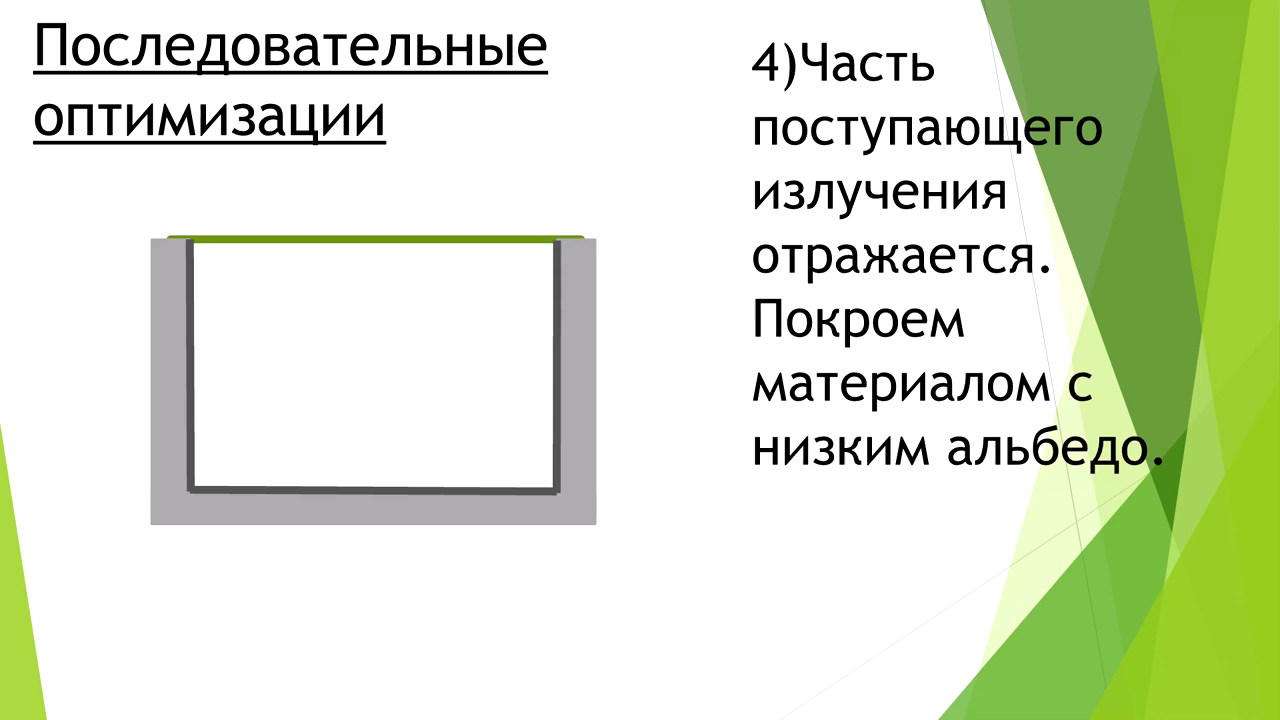 Последовательные
оптимизации
4)Часть
поступающего
излучения
отражается.
Покроем
материалом с
низким альбедо.